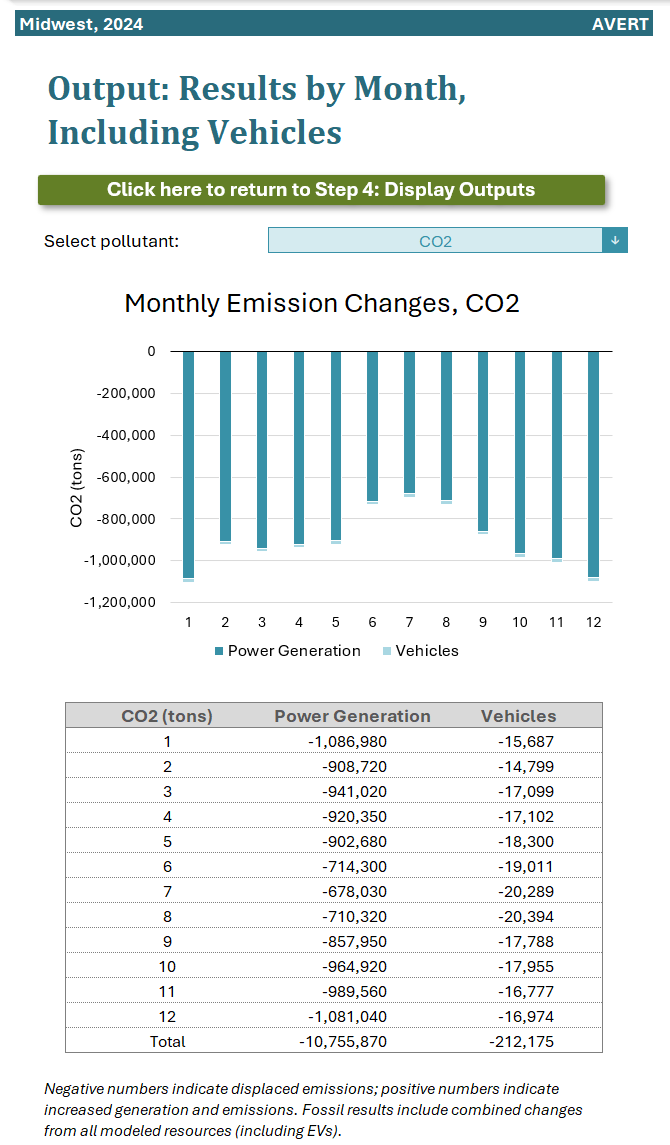 Midwest, 2024 AVERT
Output: Results by Month,
Including Vehicles
Click here to return to Step 4: Display Outputs
Select pollutant: CO2
Monthly Emission Changes, CO2
CO2 (tons)
0
-200,000
-400,000
-600,000
-800,000
-1,000,000
-1,200,000
1 2 3 4 5 6 7 8 9 10 11 12
Power Generation Vehicles
CO2 (tons) Power Generation Vehicles
1 -1,086,980 -15,687
2 -908,720 -14,799
3 -941,020 -17,099
4 -920,350 -17,102
5 -902,680 -18,300
6 -714,300 -19,011
7 -678,030 -20,289
8 -710,320 -20,394
9 -857,950 -17,788
10 -964,920 -17,955
11 -989,560 -16,777
12 -1,081,040 -16,974
Total -10,755,870 -212,175
Negative numbers indicate displaced emissions; positive numbers indicate
increased generation and emissions. Fossil results include combined changes
from all modeled resources (including EVs).